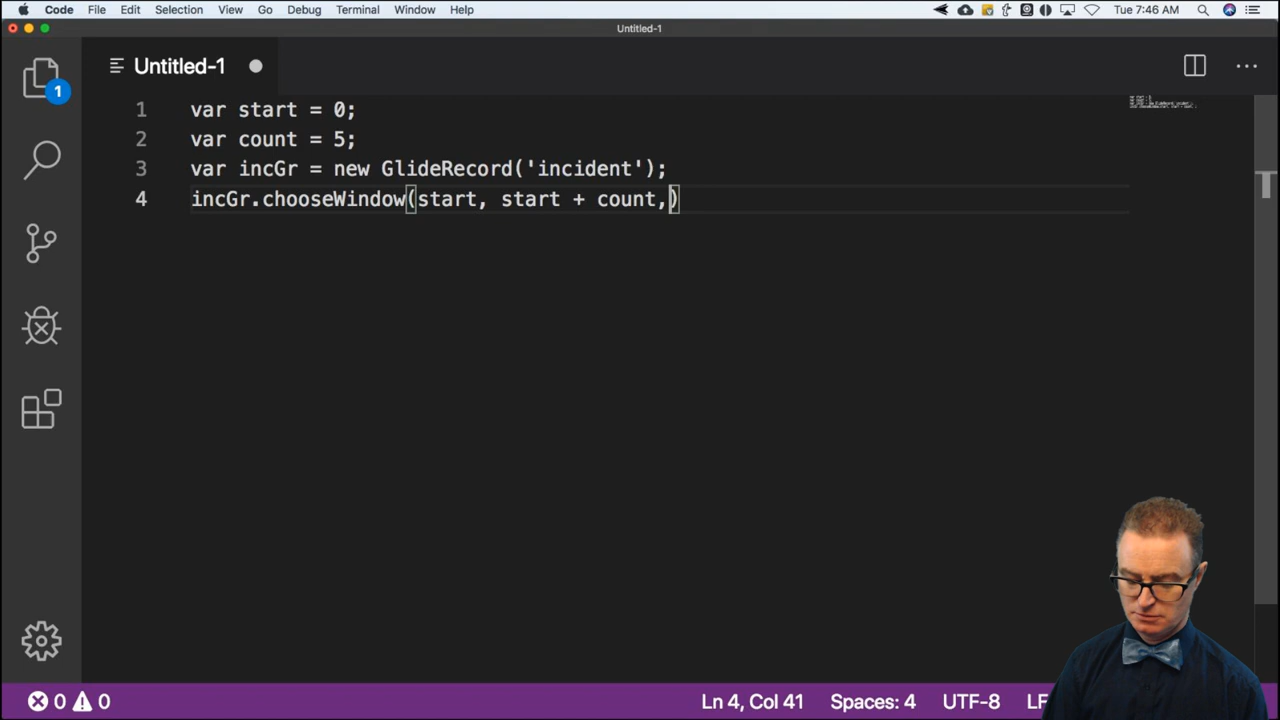 Code File Edit Selection View Go Debug Terminal Window Help Tue 7:46 AM
Untitled-1
Untitled-1
1
1 var start = 0;
2 var count = 5;
3 var incGr = new GlideRecord('incident');
4 incGr.chooseWindow(start, start + count,)
0 0 Ln 4, Col 41 Spaces: 4 UTF-8 LF